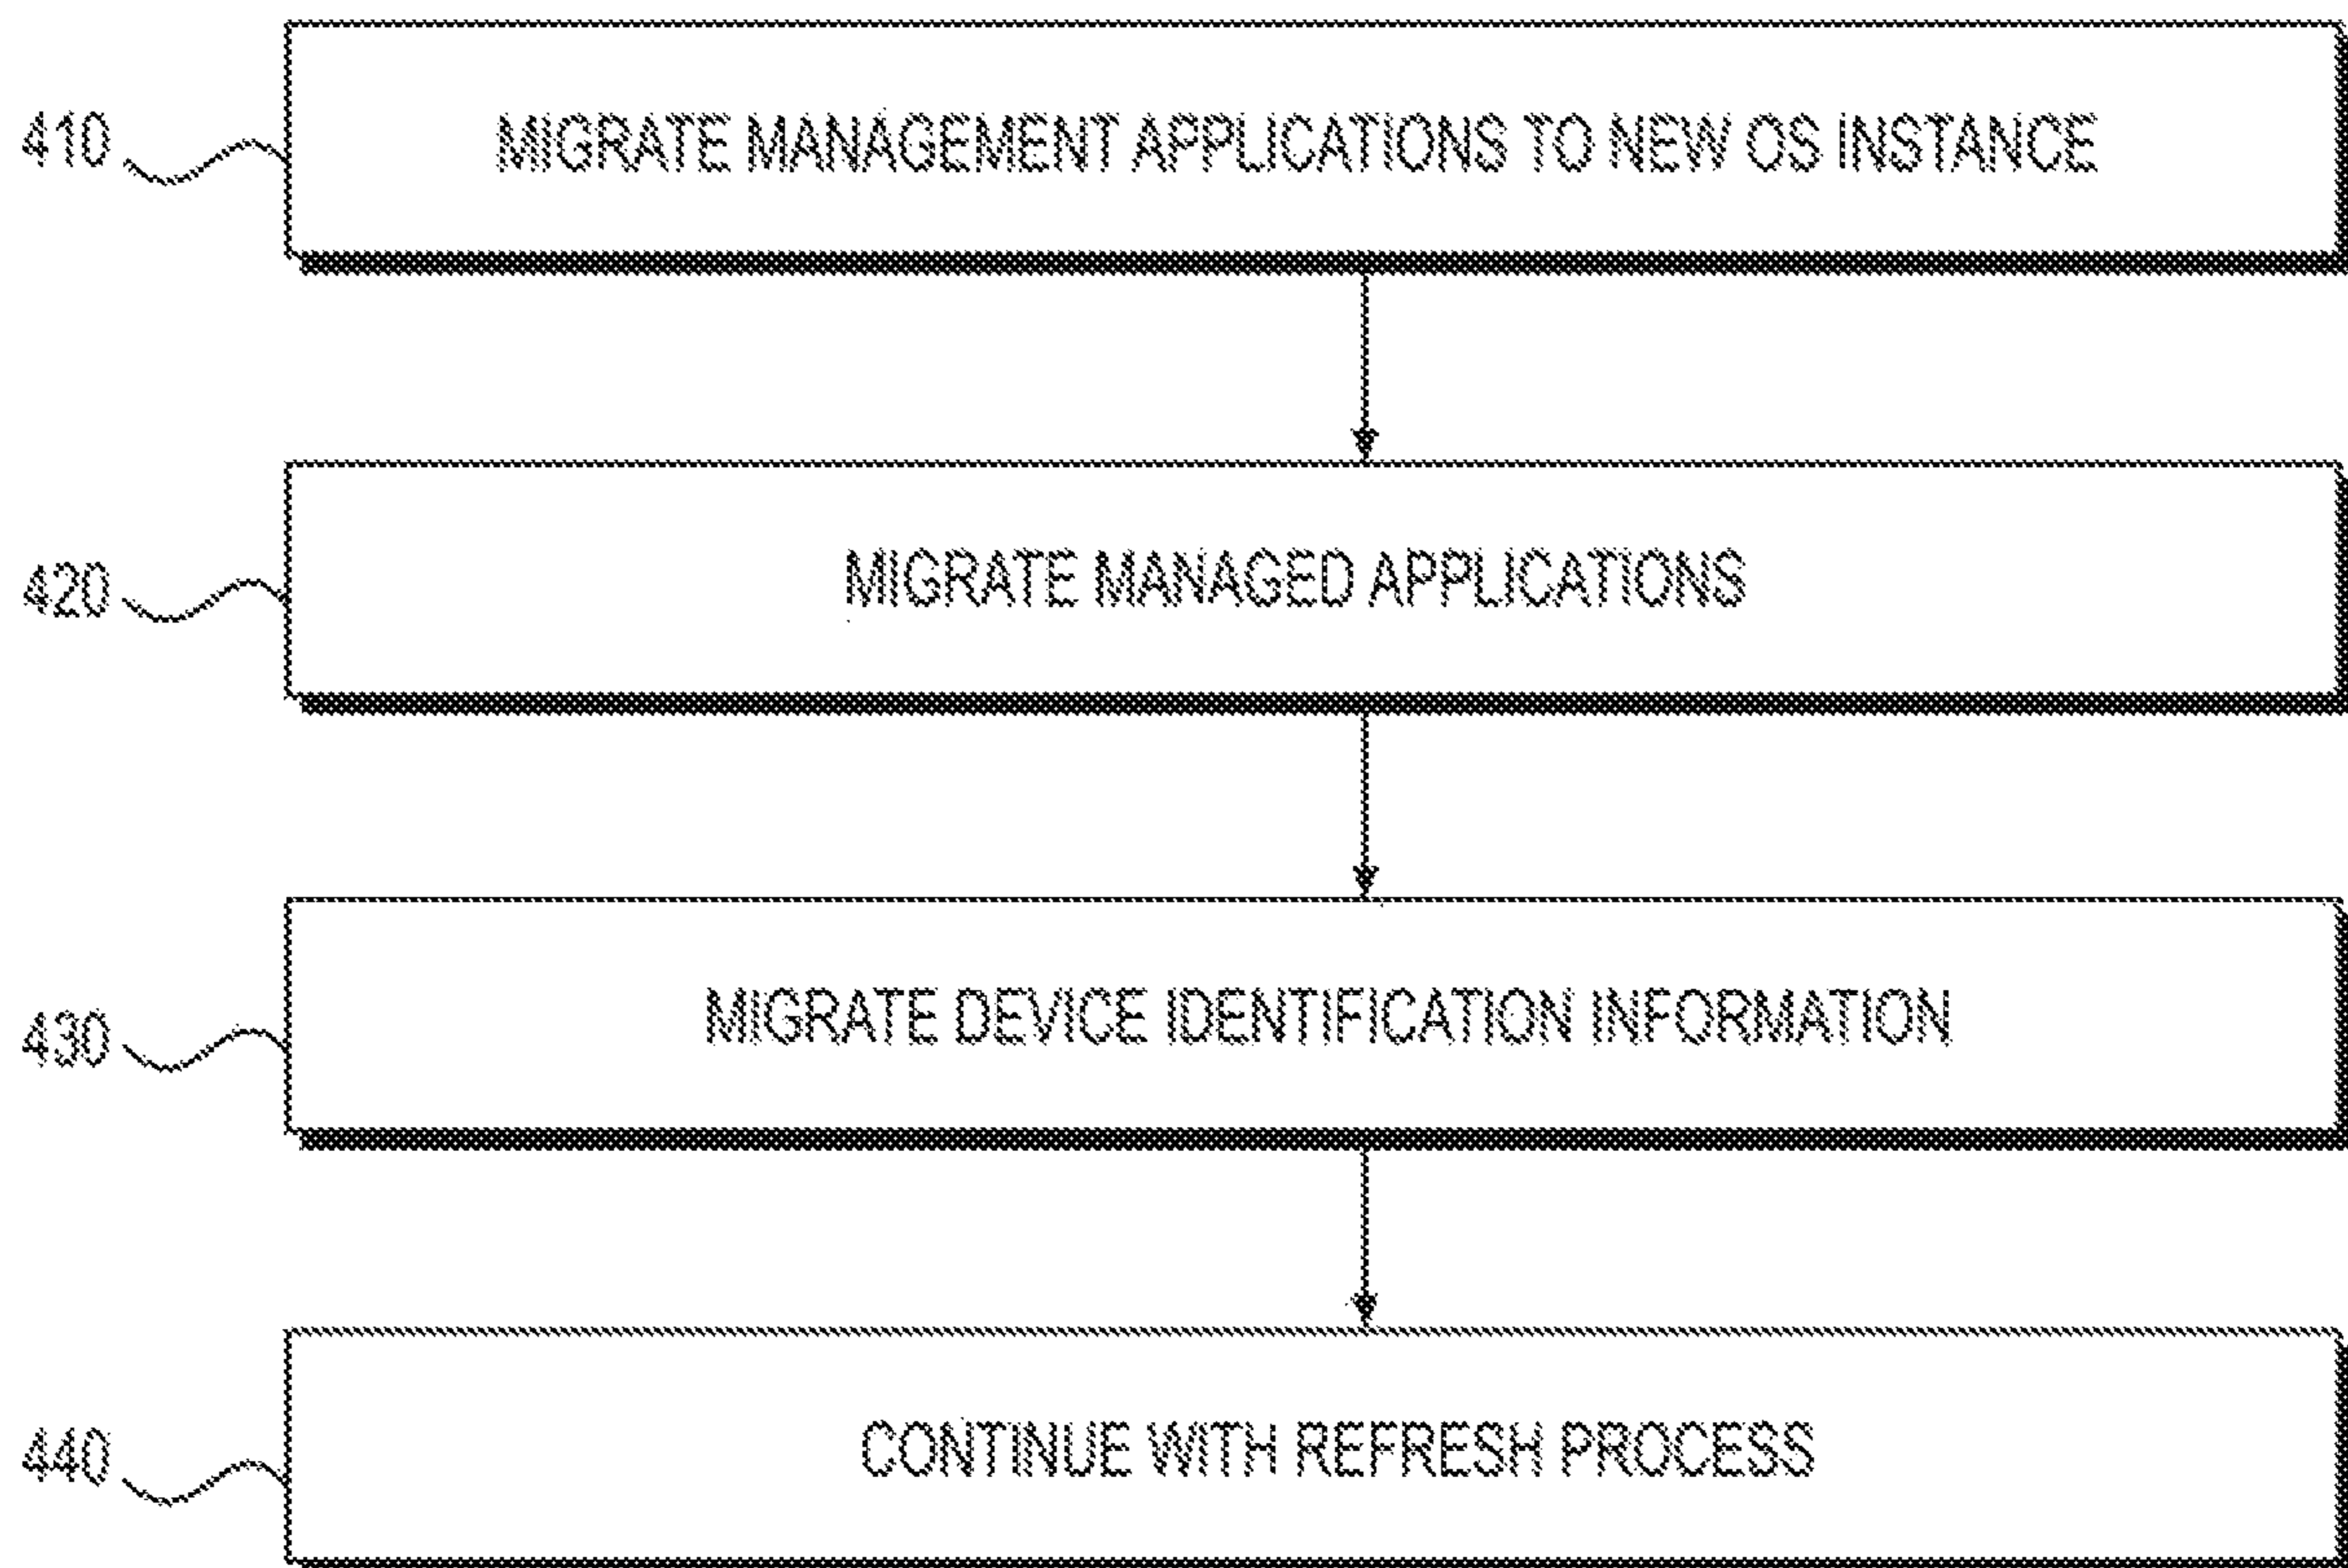 410
MIGRATE MANAGEMENT APPLICATIONS TO NEW OS INSTANCE
420
MIGRATE MANAGED APPLICATIONS
430
MIGRATE DEVICE IDENTIFICATION INFORMATION
440
CONTINUE WITH REFRESH PROCESS